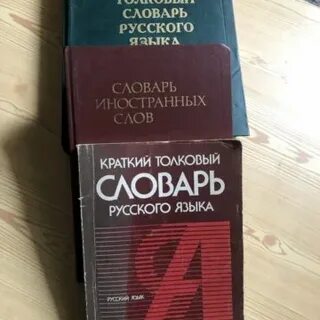 ТОЛКОВЫЙ
СЛОВАРЬ
РУССКОГО
ЯЗЫКА
СЛОВАРЬ
ИНОСТРАННЫХ
СЛОВ
КРАТКИЙ ТОЛКОВЫЙ
СЛОВАРЬ
РУССКОГО ЯЗЫКА
РУССКИЙ ЯЗЫК
Я